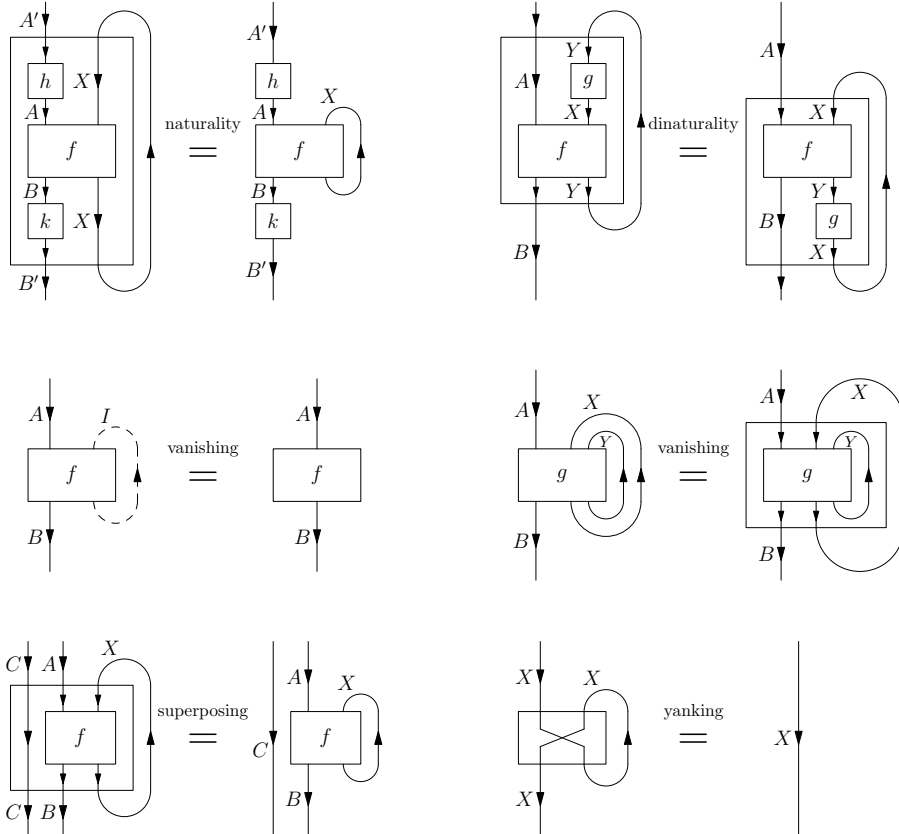 A′ A′
h X h X
A A
naturality
f = f
B B
k X k
B′ B′
Y A
A g
X X
dinaturality
f = f
Y Y
B B g
X
A I A
vanishing
f = f
B B
A X A X
Y vanishing Y
g = g
B B
C A X A X
superposing
f = f
C
C B B
X X
yanking
= X
X